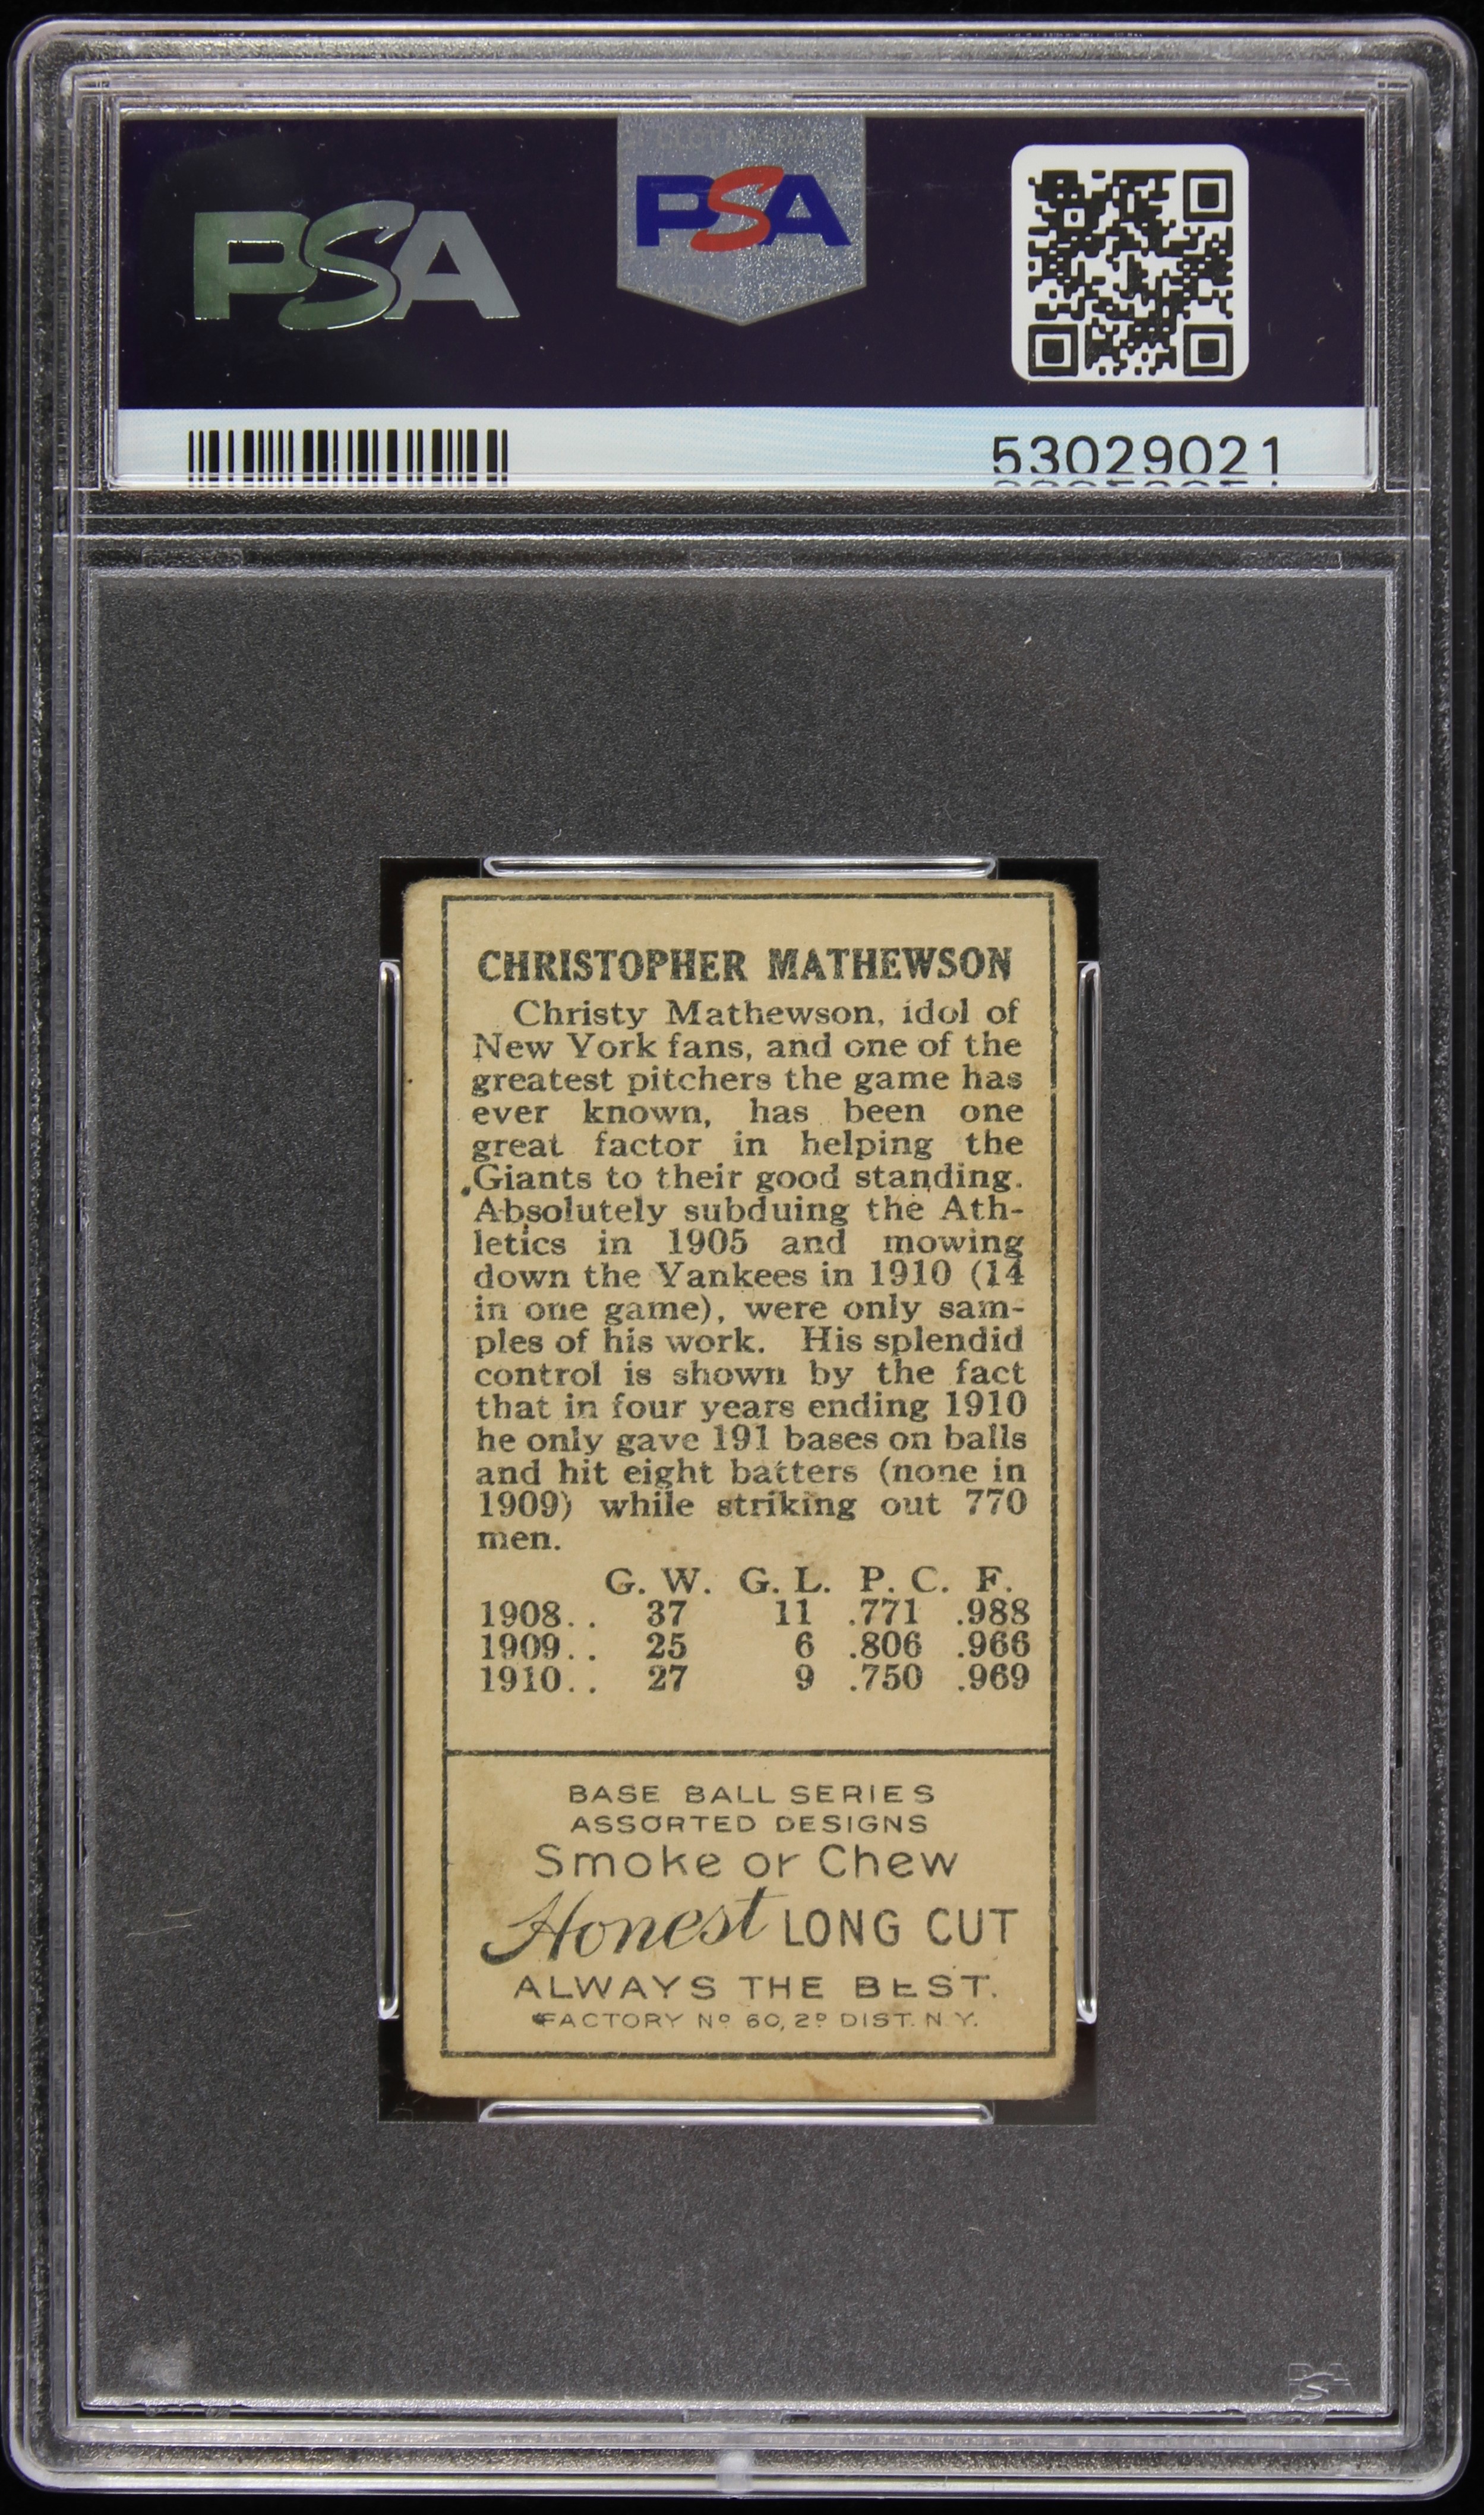 PSA
PSA
53029021
CHRISTOPHER MATHEWSON
Christy Mathewson, idol of
New York fans, and one of the
greatest pitchers the game has
ever known, has been one
great factor in helping the
Giants to their good standing.
Absolutely subduing the Ath-
letics in 1905 and mowing
down the Yankees in 1910 (14
in one game), were only sam-
ples of his work. His splendid
control is shown by the fact
that in four years ending 1910
he only gave 191 bases on balls
and hit eight batters (none in
1909) while striking out 770
men.
G. W. G. L. P. C. F.
1908.. 37 11 .771 .988
1909.. 25 6 .806 .966
1910.. 27 9 .750 .969
BASE BALL SERIES
ASSORTED DESIGNS
Smoke or Chew
Honest LONG CUT
ALWAYS THE BEST.
FACTORY Nº 60, 2º DIST. N.Y.